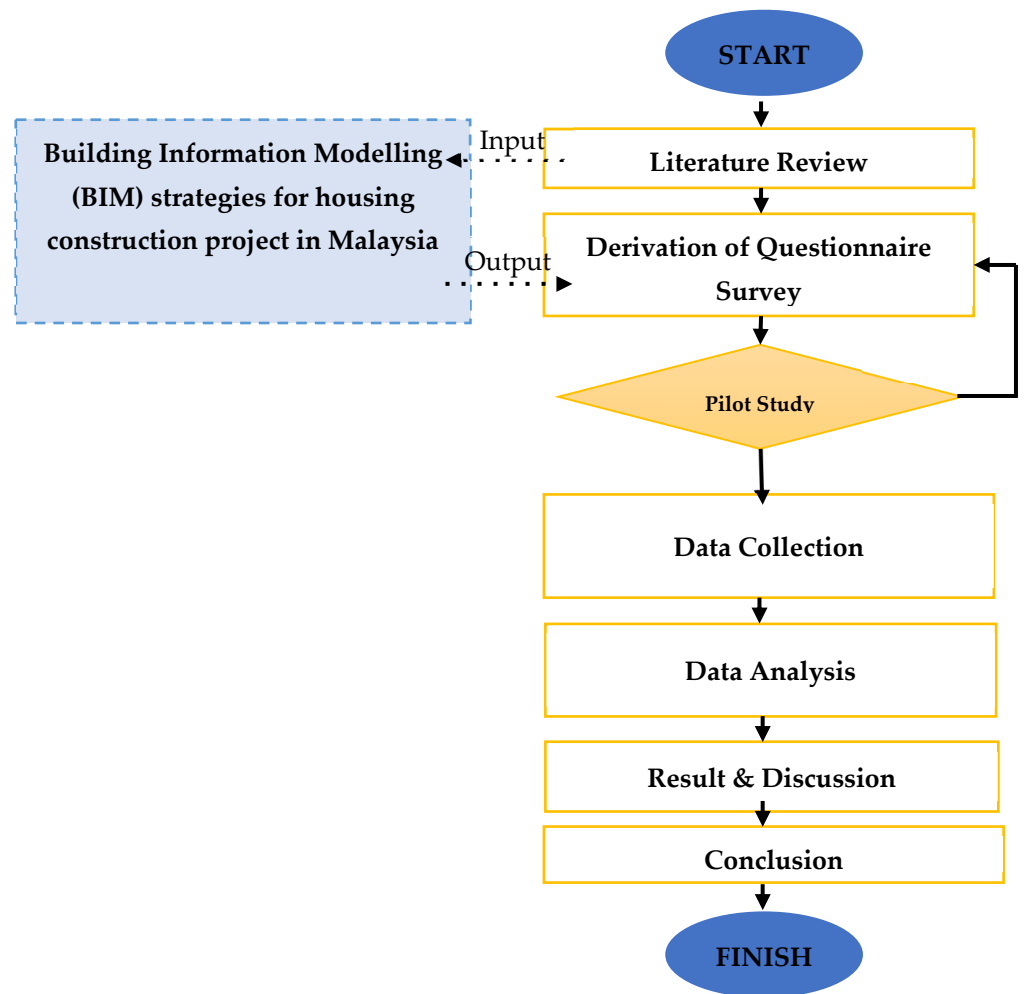 START
Input
Literature Review
Building Information Modelling
(BIM) strategies for housing
construction project in Malaysia
Output
Derivation of Questionnaire
Survey
Pilot Study
Data Collection
Data Analysis
Result & Discussion
Conclusion
FINISH